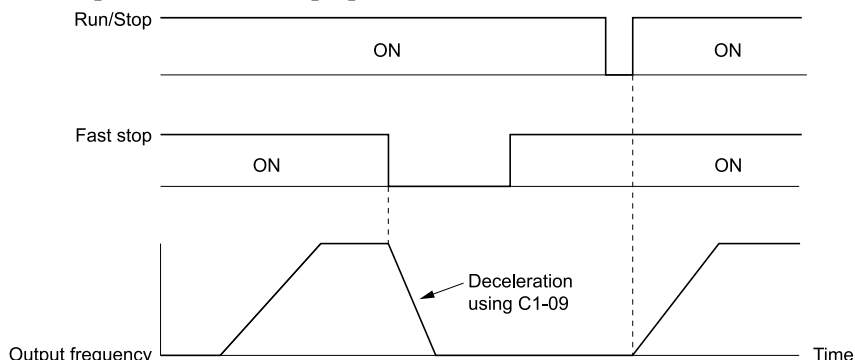 Run/Stop
ON
ON
Fast stop
ON
ON
Deceleration
using C1-09
Output frequency
Time